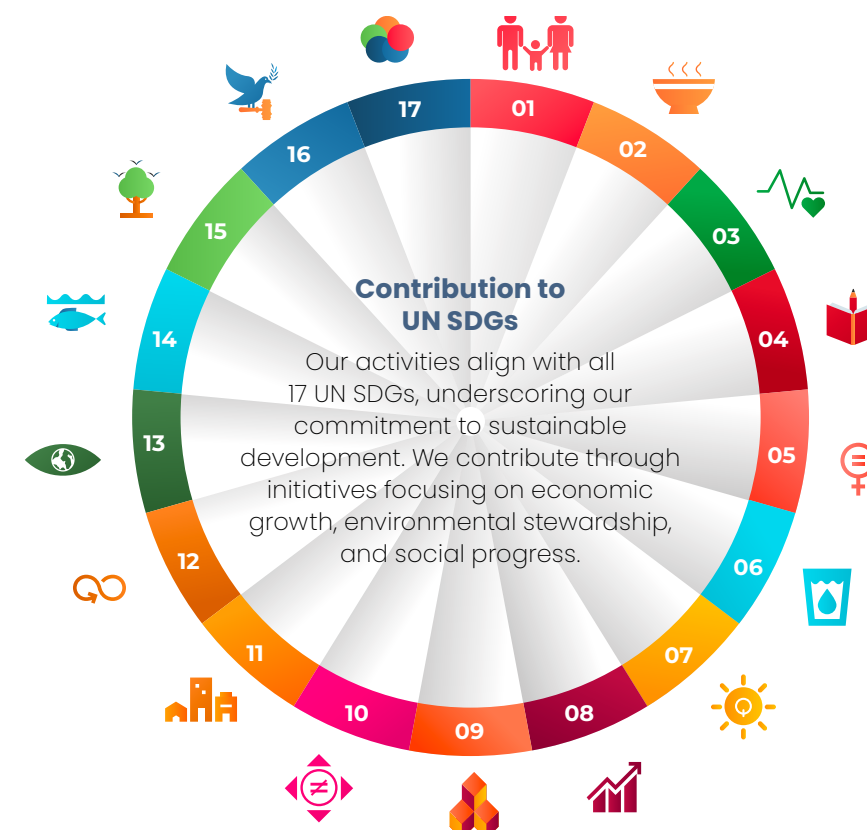 01
02
03
04
05
06
07
08
09
10
11
12
13
14
15
16
17
Contribution to
UN SDGs
Our activities align with all
17 UN SDGs, underscoring our
commitment to sustainable
development. We contribute through
initiatives focusing on economic
growth, environmental stewardship,
and social progress.